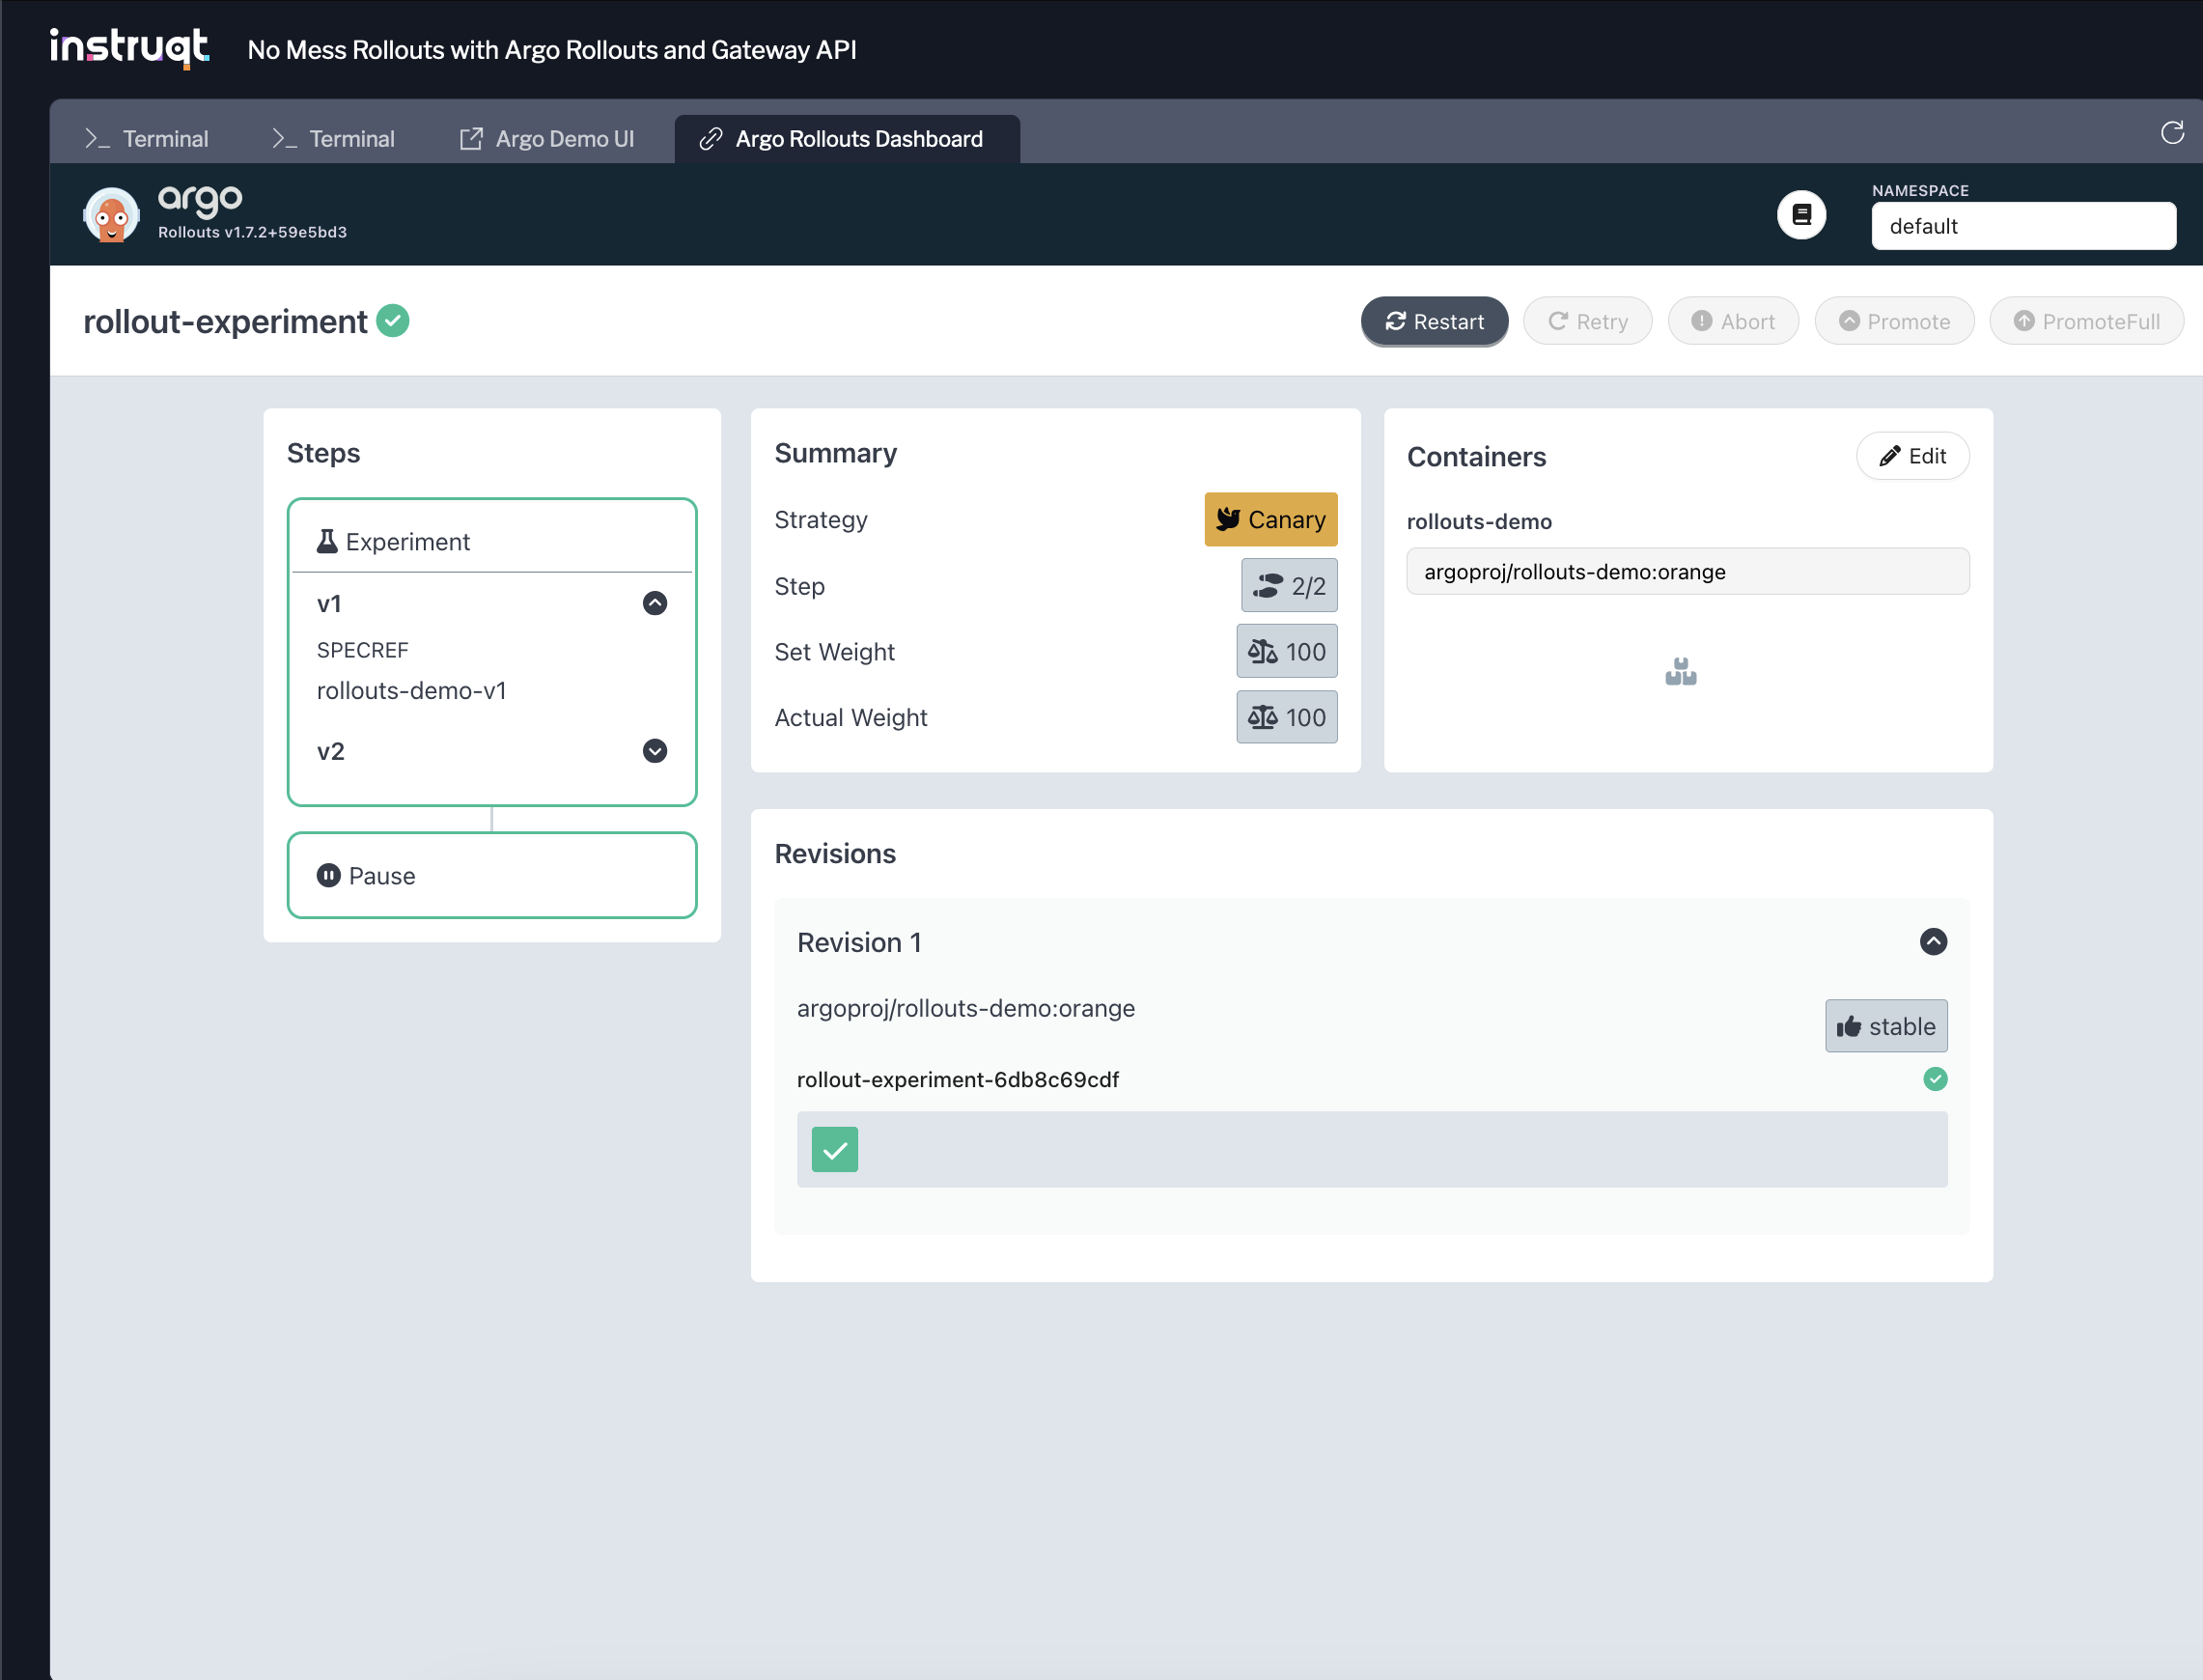 instruqt No Mess Rollouts with Argo Rollouts and Gateway API
Terminal Terminal Argo Demo UI Argo Rollouts Dashboard
argo
Rollouts v1.7.2+59e5bd3
NAMESPACE
default
rollout-experiment
Restart Retry Abort Promote PromoteFull
Steps
Experiment
v1
SPECREF
rollouts-demo-v1
v2
Pause
Summary
Strategy Canary
Step 2/2
Set Weight 100
Actual Weight 100
Containers
Edit
rollouts-demo
argoproj/rollouts-demo:orange
Revisions
Revision 1
argoproj/rollouts-demo:orange
stable
rollout-experiment-6db8c69cdf